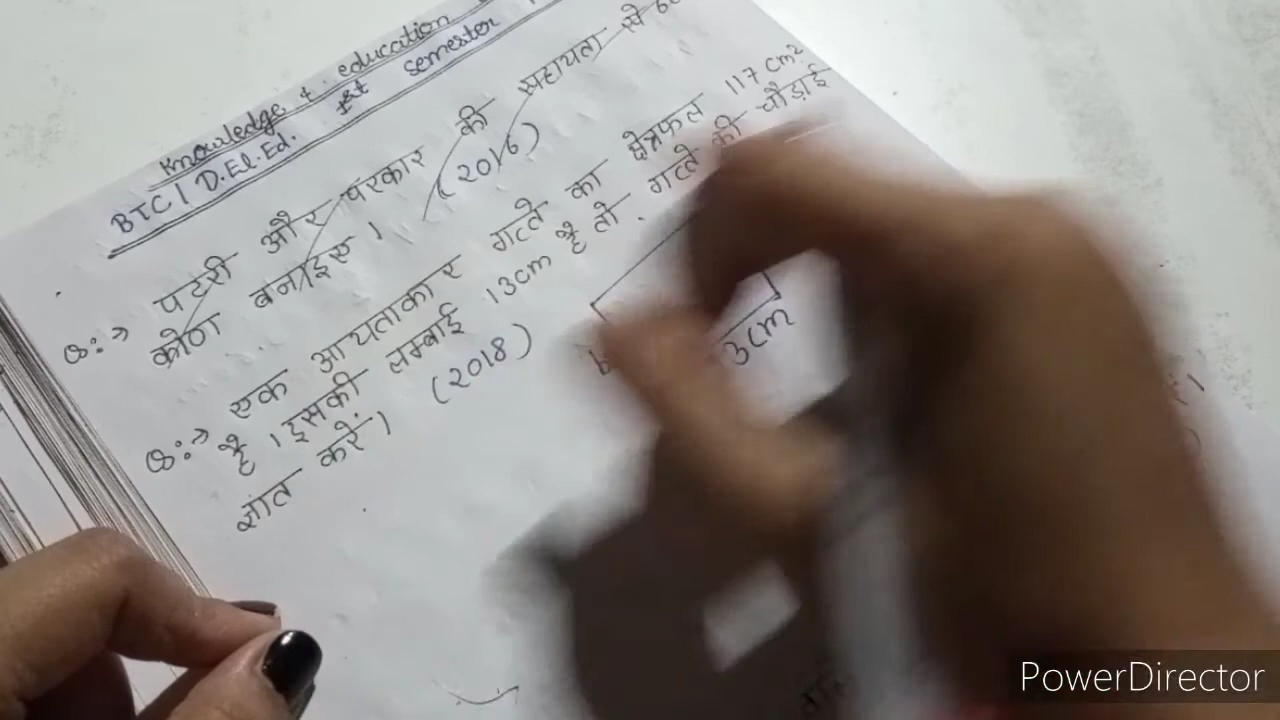 Knowledge & education
BTC / D.El.Ed. 1st semester
Q:→ पटरी और परकार की सहायता से
कोण बनाइए। (2016)
Q:→ एक आयताकार गत्ते का क्षेत्रफल 117 cm²
है। इसकी लम्बाई 13cm है तो गत्ते की चौड़ाई
ज्ञात करें। (2018)
3cm
PowerDirector